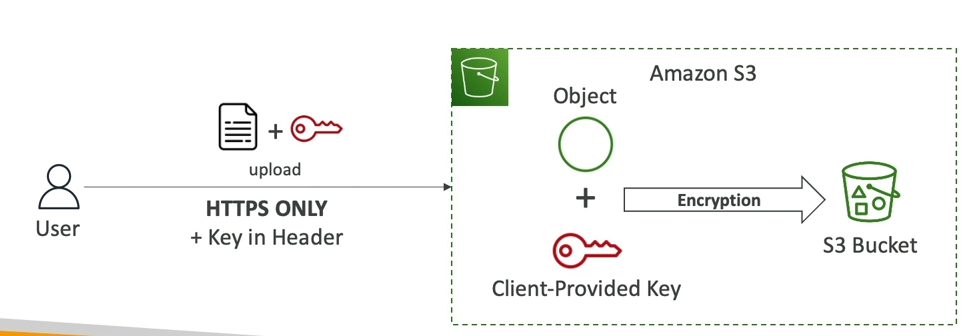 Amazon S3
Object
+
upload
HTTPS ONLY
+ Key in Header
User
+
Encryption
S3 Bucket
Client-Provided Key